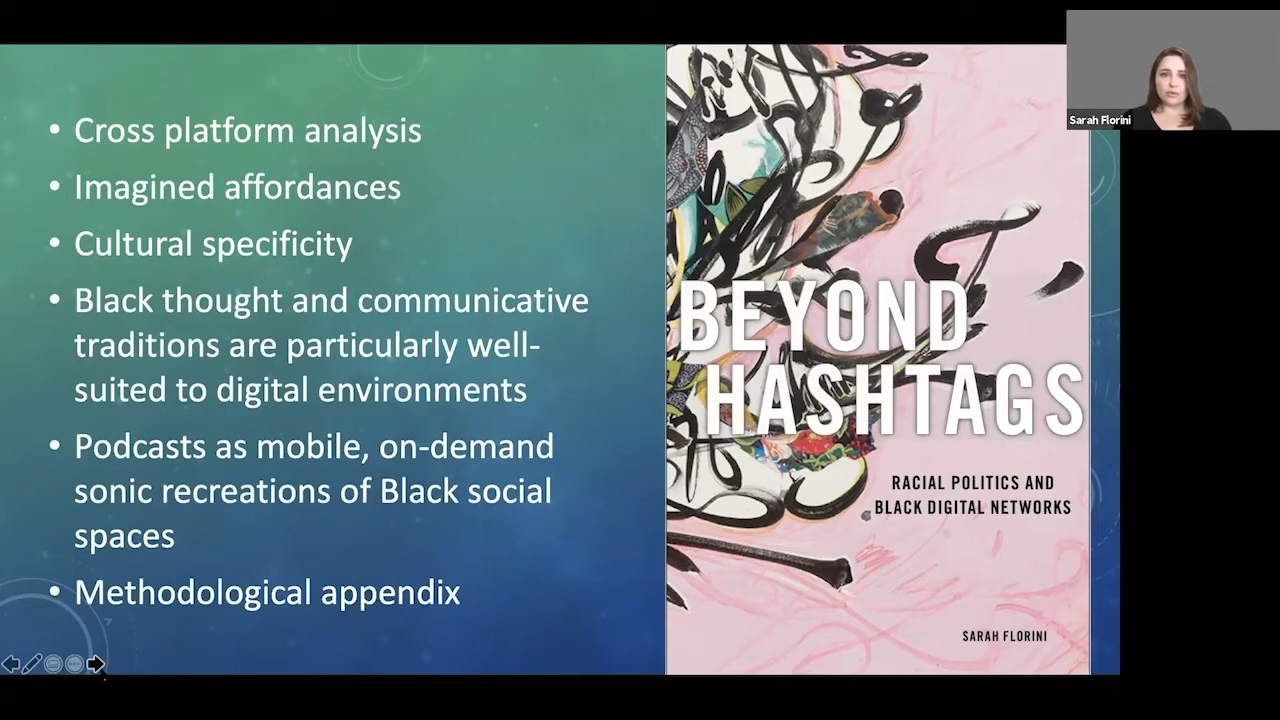 • Cross platform analysis
• Imagined affordances
• Cultural specificity
• Black thought and communicative
traditions are particularly well-
suited to digital environments
• Podcasts as mobile, on-demand
sonic recreations of Black social
spaces
• Methodological appendix
BEYOND
HASHTAGS
RACIAL POLITICS AND
BLACK DIGITAL NETWORKS
SARAH FLORINI
Sarah Florini